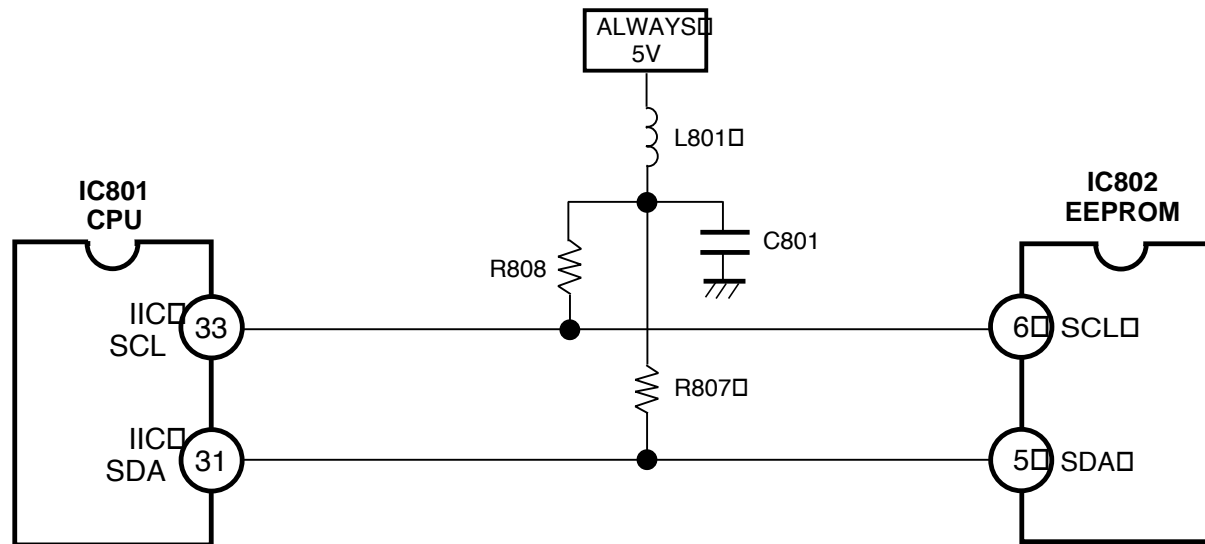 ALWAYS□
5V
L801□
IC801
CPU
IC802
EEPROM
R808
C801
IIC□
SCL
33
6□
SCL□
R807□
IIC□
SDA
31
5□
SDA□